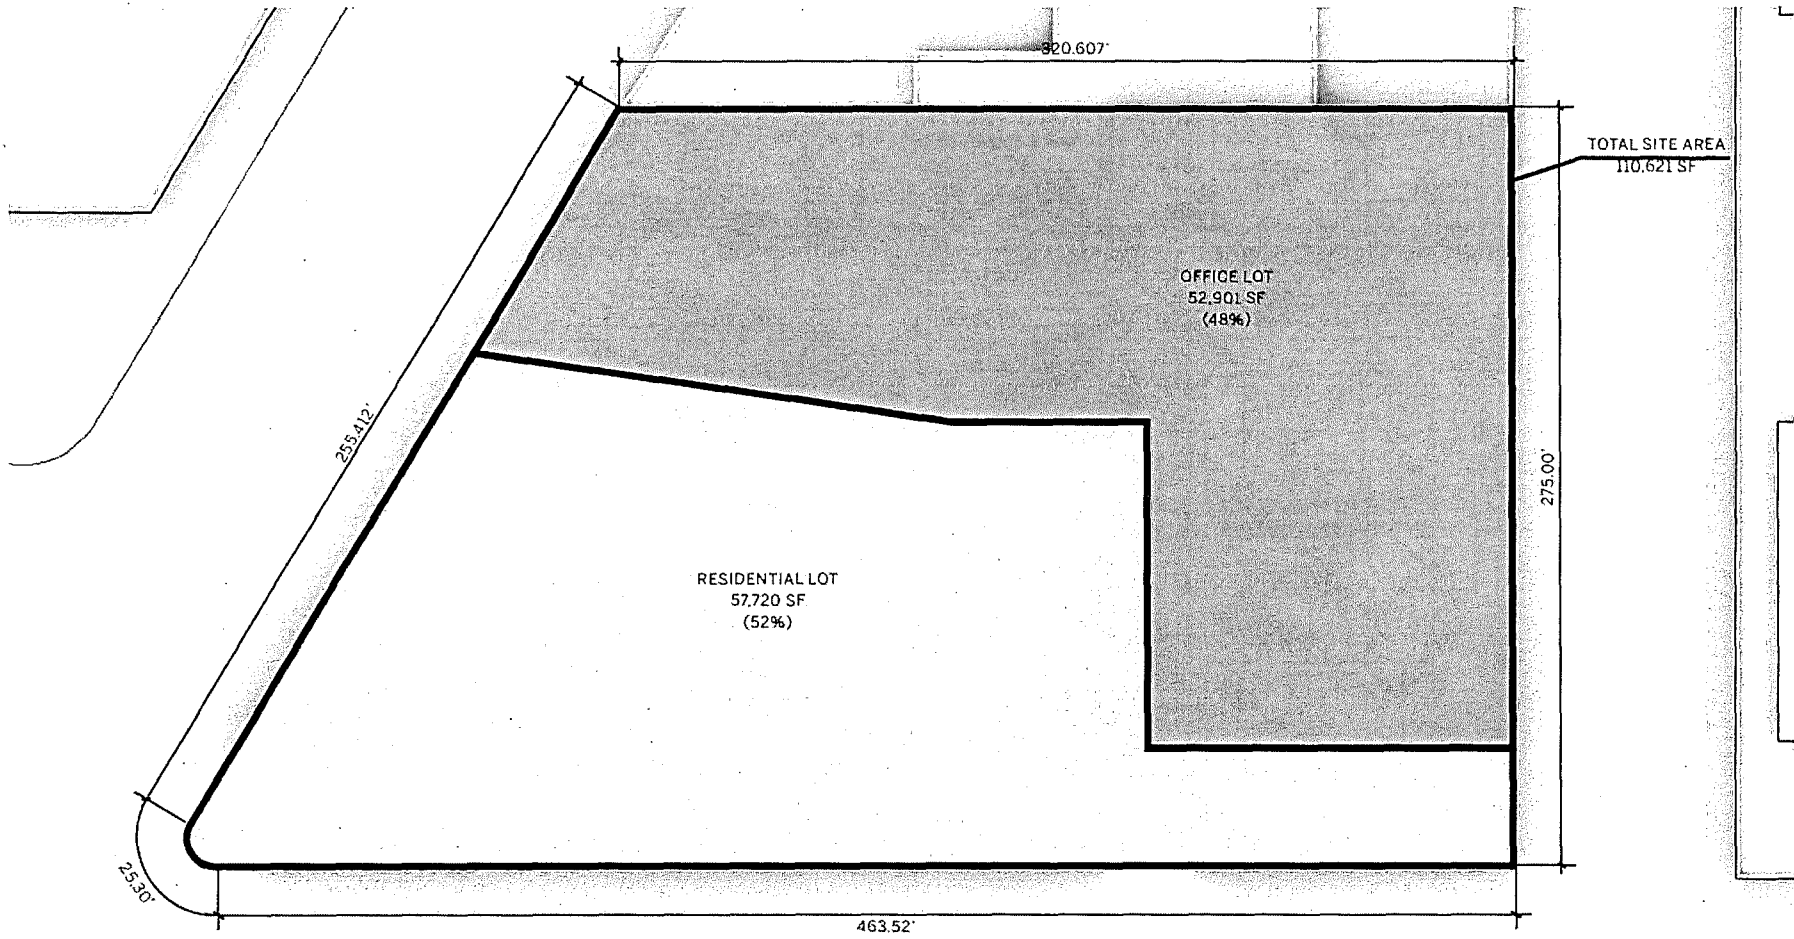 320.607'
TOTAL SITE AREA
110,621 SF
OFFICE LOT
52,901 SF
(48%)
255.412'
275.00'
RESIDENTIAL LOT
57,720 SF
(52%)
25.30'
463.52'